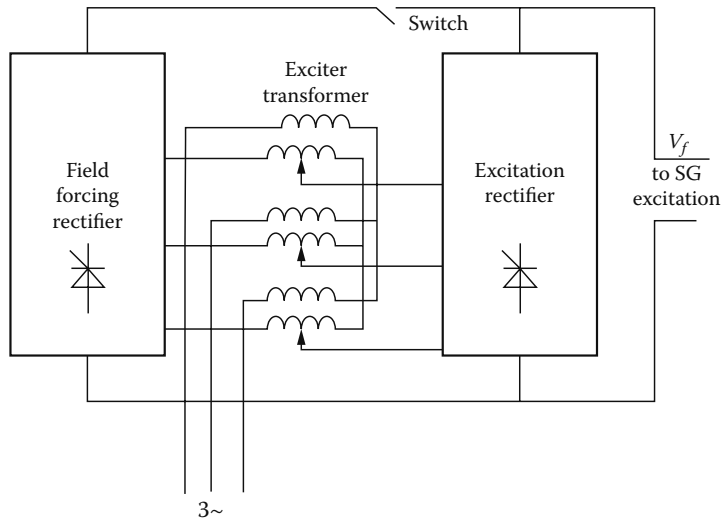 Switch
Exciter
transformer
Field
forcing
rectifier
Excitation
rectifier
V_f
to SG
excitation
3~